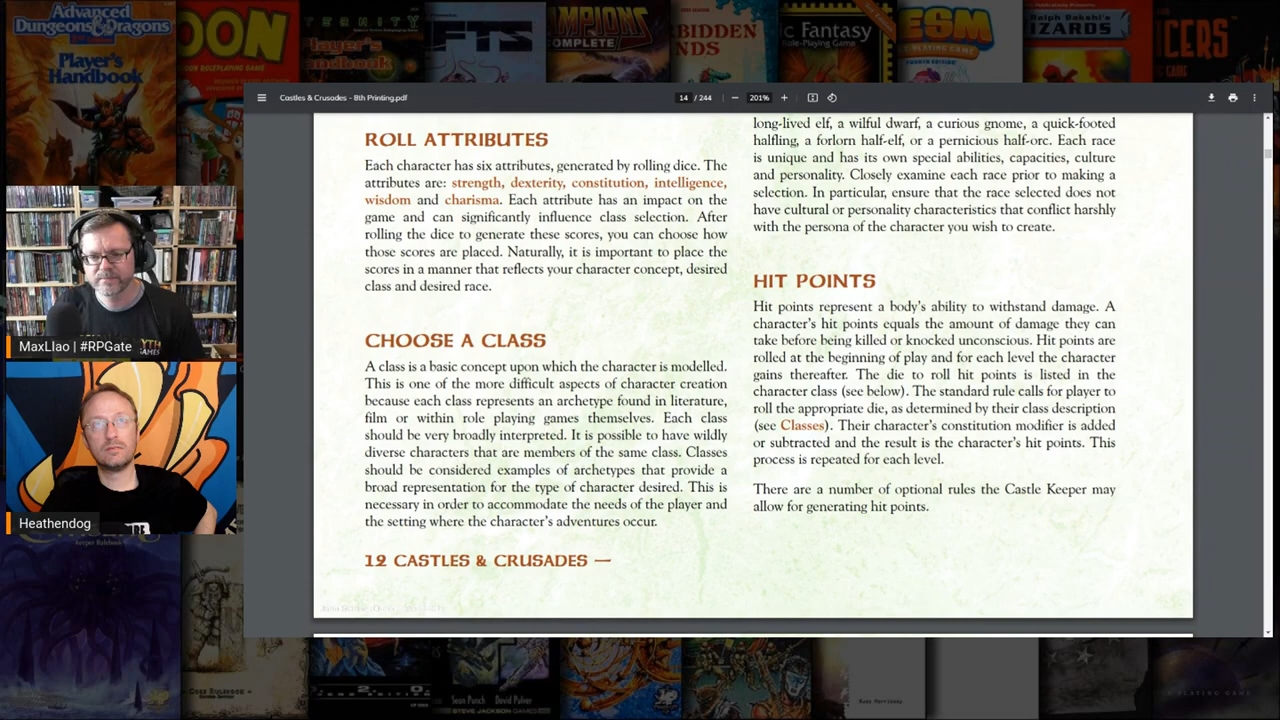 Advanced
Dungeons & Dragons
Player's
Handbook
OON
Player's
FTS
CHAMPIONS
COMPLETE
c Fantasy
Role-Playing Game
ESM
Ralph Bakshi's
IZARDS
Castles & Crusades - 8th Printing.pdf
14 / 244
201%
ROLL ATTRIBUTES
Each character has six attributes, generated by rolling dice. The
attributes are: strength, dexterity, constitution, intelligence,
wisdom and charisma. Each attribute has an impact on the
game and can significantly influence class selection. After
rolling the dice to generate these scores, you can choose how
those scores are placed. Naturally, it is important to place the
scores in a manner that reflects your character concept, desired
class and desired race.
CHOOSE A CLASS
A class is a basic concept upon which the character is modelled.
This is one of the more difficult aspects of character creation
because each class represents an archetype found in literature,
film or within role playing games themselves. Each class
should be very broadly interpreted. It is possible to have wildly
diverse characters that are members of the same class. Classes
should be considered examples of archetypes that provide a
broad representation for the type of character desired. This is
necessary in order to accommodate the needs of the player and
the setting where the character's adventures occur.
12 CASTLES & CRUSADES —
long-lived elf, a wilful dwarf, a curious gnome, a quick-footed
halfling, a forlorn half-elf, or a pernicious half-orc. Each race
is unique and has its own special abilities, capacities, culture
and personality. Closely examine each race prior to making a
selection. In particular, ensure that the race selected does not
have cultural or personality characteristics that conflict harshly
with the persona of the character you wish to create.
HIT POINTS
Hit points represent a body's ability to withstand damage. A
character's hit points equals the amount of damage they can
take before being killed or knocked unconscious. Hit points are
rolled at the beginning of play and for each level the character
gains thereafter. The die to roll hit points is listed in the
character class (see below). The standard rule calls for player to
roll the appropriate die, as determined by their class description
(see Classes). Their character's constitution modifier is added
or subtracted and the result is the character's hit points. This
process is repeated for each level.
There are a number of optional rules the Castle Keeper may
allow for generating hit points.
MaxLIao | #RPGate
Heathendog
Sean Punch David Pulver
STEVE JACKSON GAMES
Russ Morrissey